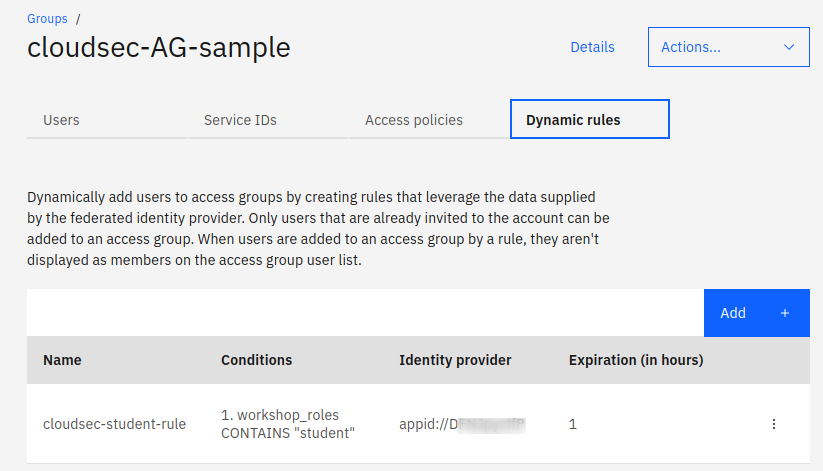 Groups /
cloudsec-AG-sample
Details
Actions...
Users
Service IDs
Access policies
Dynamic rules
Dynamically add users to access groups by creating rules that leverage the data supplied
by the federated identity provider. Only users that are already invited to the account can be
added to an access group. When users are added to an access group by a rule, they aren't
displayed as members on the access group user list.
Add +
Name Conditions Identity provider Expiration (in hours)
cloudsec-student-rule
1. workshop_roles
CONTAINS "student"
appid://
1